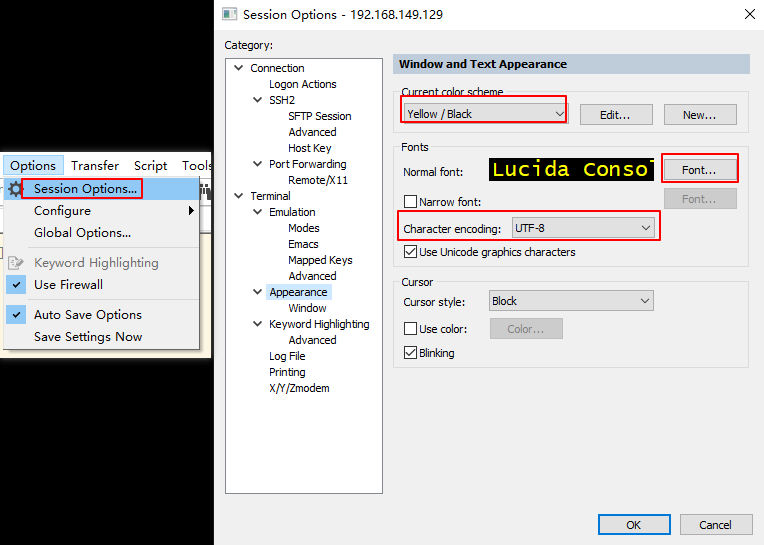 Options Transfer Script Tools
Session Options...
Configure
Global Options...
Keyword Highlighting
Use Firewall
Auto Save Options
Save Settings Now
Session Options - 192.168.149.129
Category:
Connection
Logon Actions
SSH2
SFTP Session
Advanced
Host Key
Port Forwarding
Remote/X11
Terminal
Emulation
Modes
Emacs
Mapped Keys
Advanced
Appearance
Window
Keyword Highlighting
Advanced
Log File
Printing
X/Y/Zmodem
Window and Text Appearance
Current color scheme
Yellow / Black Edit... New...
Fonts
Normal font: Lucida Conso Font...
Narrow font: Font...
Character encoding: UTF-8
Use Unicode graphics characters
Cursor
Cursor style: Block
Use color: Color...
Blinking
OK Cancel